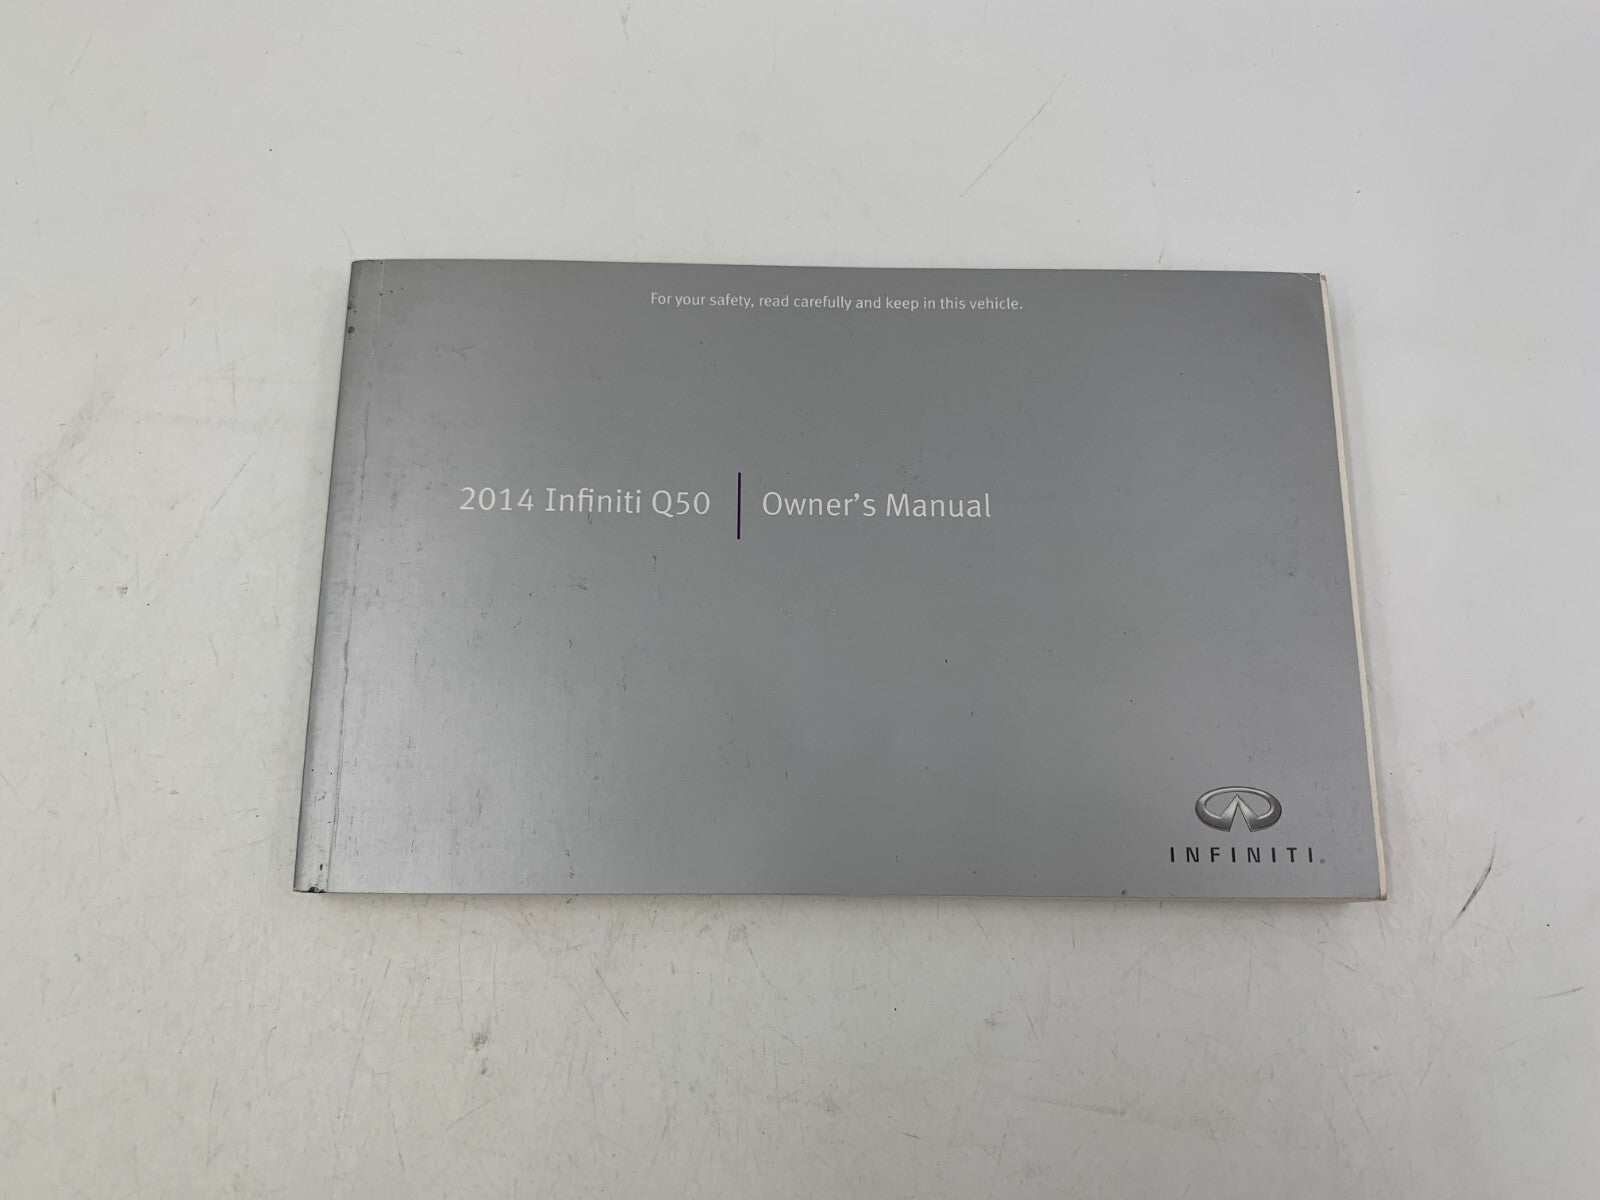 For your safety, read carefully and keep in this vehicle.
2014 Infiniti Q50 | Owner's Manual
INFINITI®